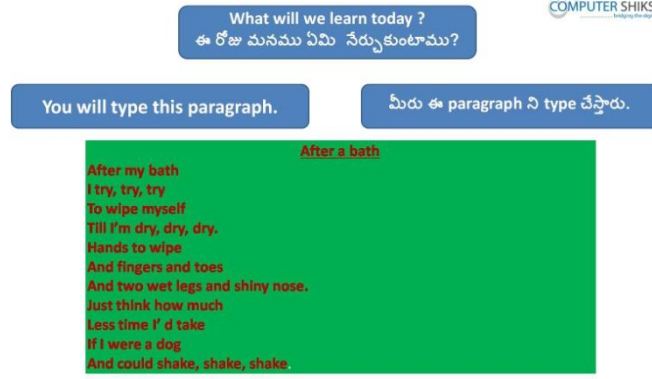 COMPUTER SHIKS
bridging the digi
What will we learn today ?
ఈ రోజు మనము ఏమి నేర్చుకుంటాము?
You will type this paragraph.
మీరు ఈ paragraph ని type చేస్తారు.
After a bath
After my bath
I try, try, try
To wipe myself
Till I'm dry, dry, dry.
Hands to wipe
And fingers and toes
And two wet legs and shiny nose.
Just think how much
Less time I' d take
If I were a dog
And could shake, shake, shake.